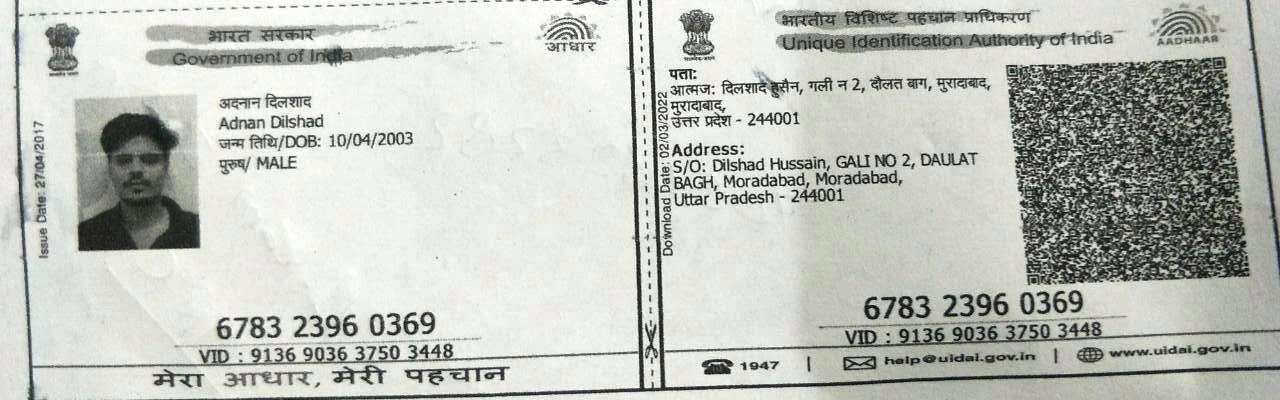 भारत सरकार
Government of India
आधार
Issue Date: 27/04/2017
अदनान दिलशाद
Adnan Dilshad
जन्म तिथि/DOB: 10/04/2003
पुरुष/ MALE
6783 2396 0369
VID : 9136 9036 3750 3448
मेरा आधार, मेरी पहचान
भारतीय विशिष्ट पहचान प्राधिकरण
Unique Identification Authority of India
AADHAAR
Download Date: 02/03/2022
पता:
आत्मज: दिलशाद हुसैन, गली न 2, दौलत बाग, मुरादाबाद,
मुरादाबाद,
उत्तर प्रदेश - 244001
Address:
S/O: Dilshad Hussain, GALI NO 2, DAULAT
BAGH, Moradabad, Moradabad,
Uttar Pradesh - 244001
6783 2396 0369
VID : 9136 9036 3750 3448
1947 | help@uidai.gov.in | www.uidai.gov.in